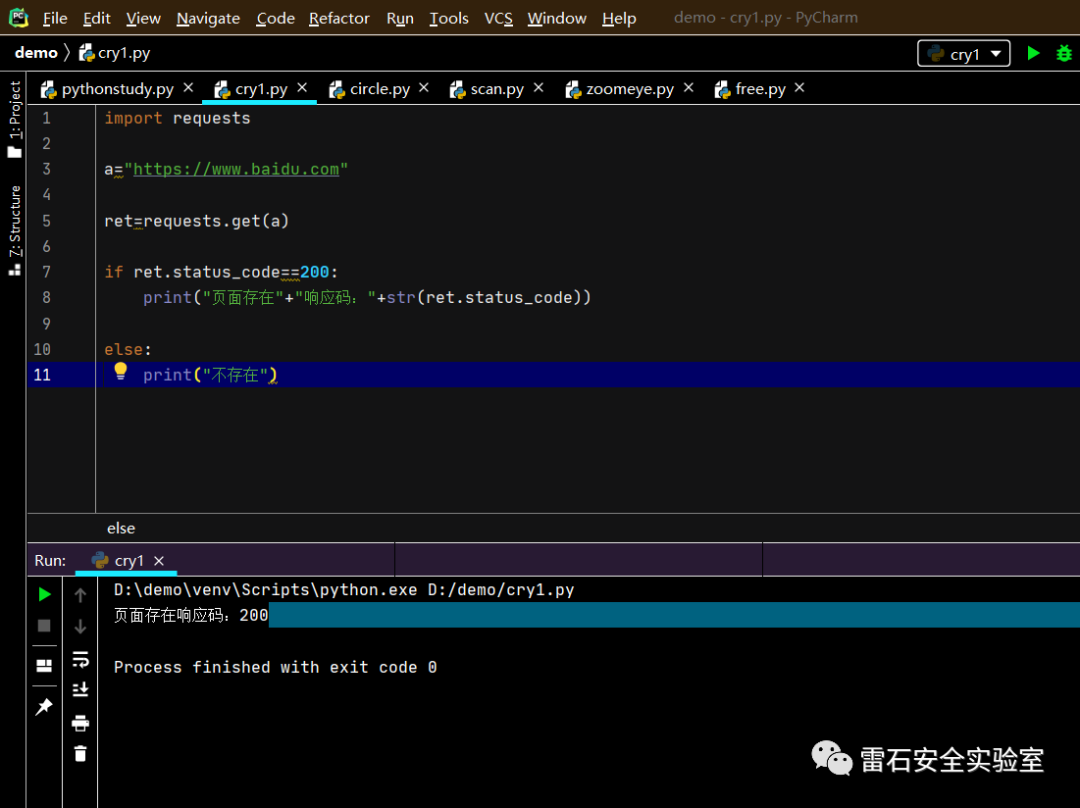 File Edit View Navigate Code Refactor Run Tools VCS Window Help demo - cry1.py - PyCharm
demo cry1.py cry1
pythonstudy.py cry1.py circle.py scan.py zoomeye.py free.py
1: Project
Z: Structure
1 import requests
2
3 a="https://www.baidu.com"
4
5 ret=requests.get(a)
6
7 if ret.status_code==200:
8 print("页面存在"+"响应码："+str(ret.status_code))
9
10 else:
11 print("不存在")
else
Run: cry1
D:\demo\venv\Scripts\python.exe D:/demo/cry1.py
页面存在响应码：200
Process finished with exit code 0
雷石安全实验室